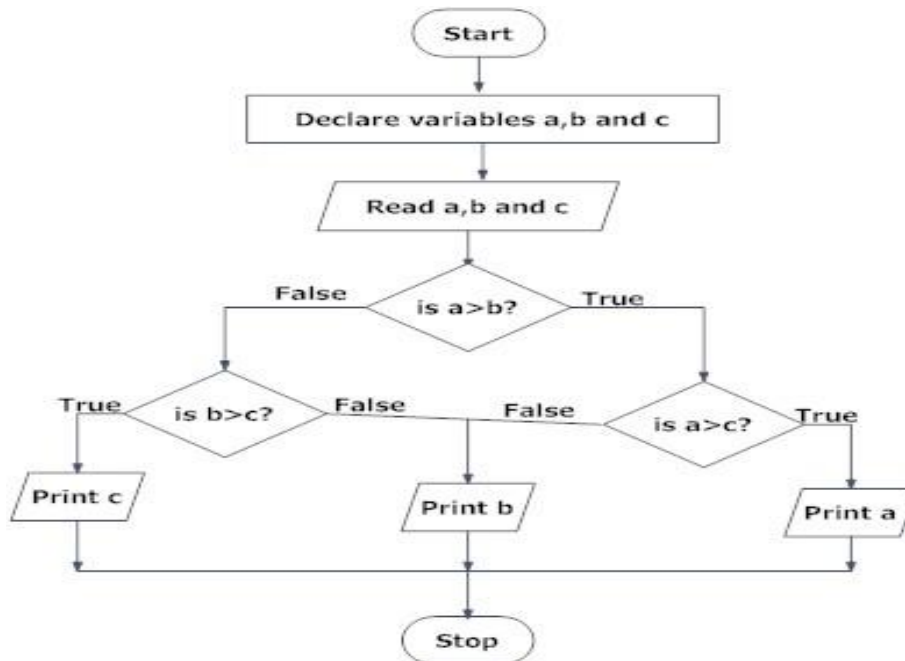 Start
Declare variables a,b and c
Read a,b and c
False
True
is a>b?
True
is b>c?
False
False
is a>c?
True
Print c
Print b
Print a
Stop